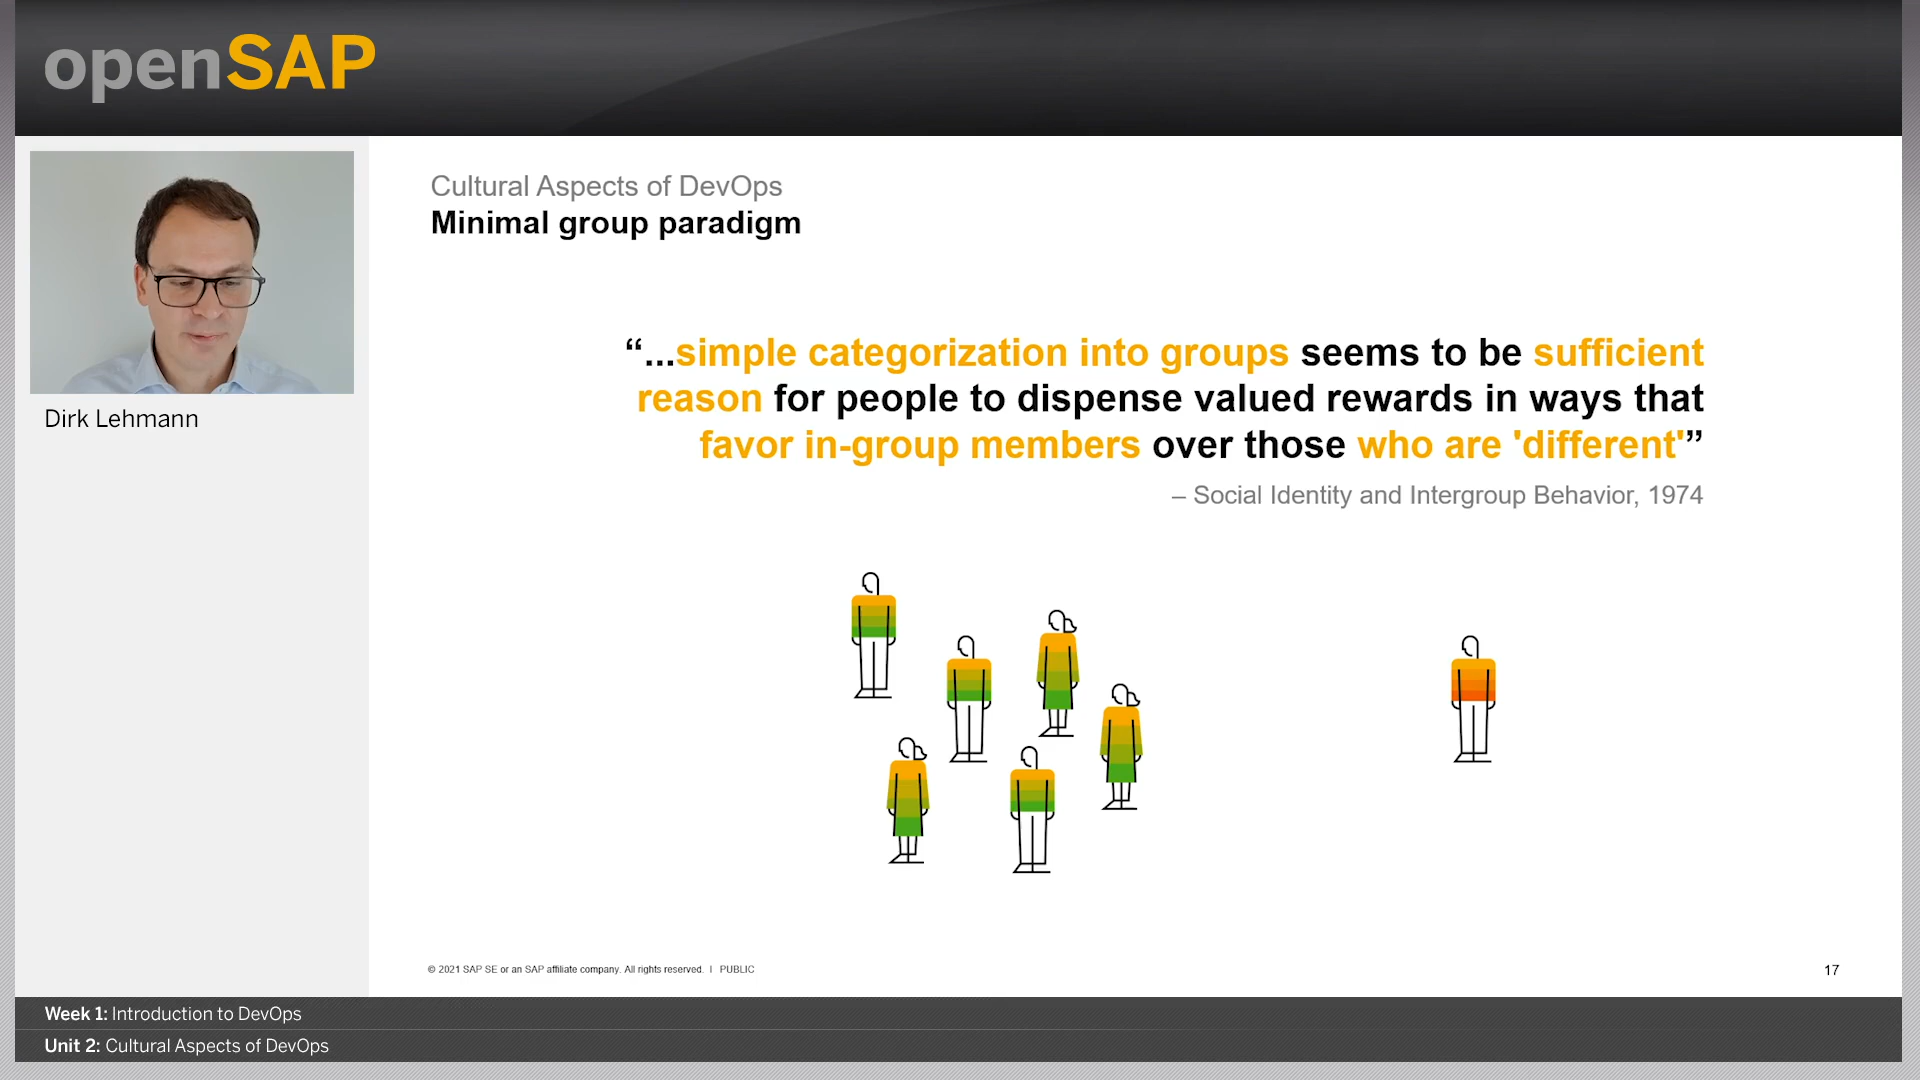 openSAP
Dirk Lehmann
Cultural Aspects of DevOps
Minimal group paradigm
“...simple categorization into groups seems to be sufficient
reason for people to dispense valued rewards in ways that
favor in-group members over those who are 'different'”
– Social Identity and Intergroup Behavior, 1974
© 2021 SAP SE or an SAP affiliate company. All rights reserved. I PUBLIC
17
Week 1: Introduction to DevOps
Unit 2: Cultural Aspects of DevOps